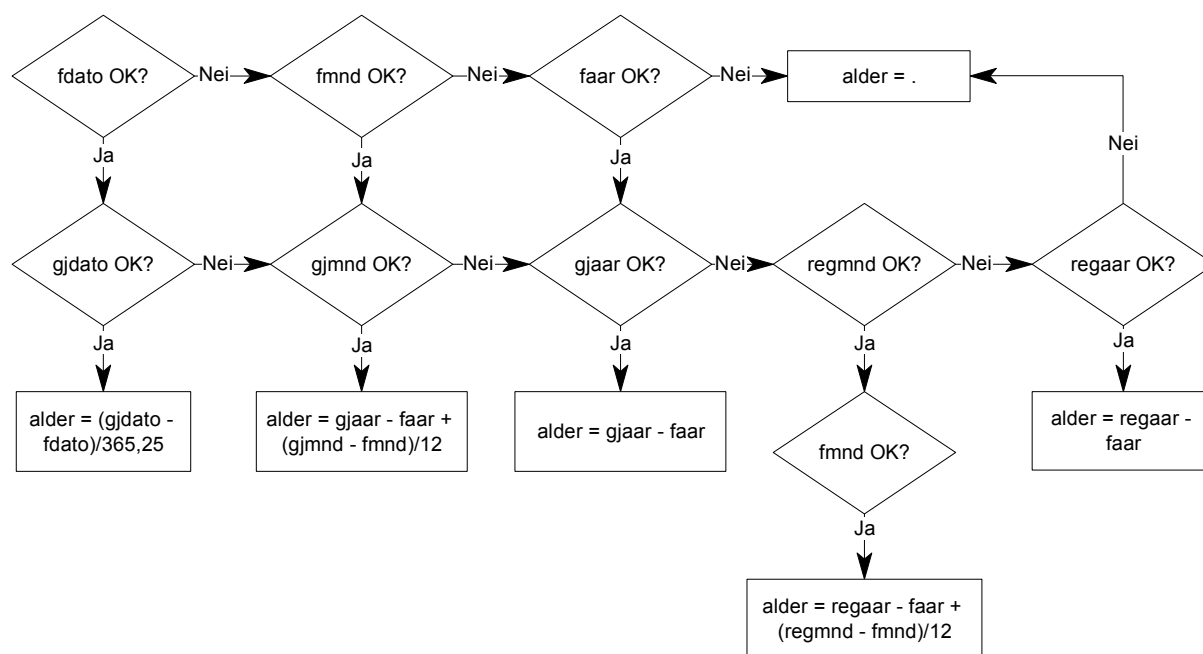 fdato OK?
Nei
fmnd OK?
Nei
faar OK?
Nei
alder = .
Ja
Ja
Ja
Nei
gjdato OK?
Nei
gjmnd OK?
Nei
gjaar OK?
Nei
regmnd OK?
Nei
regaar OK?
Ja
Ja
Ja
Ja
Ja
alder = (gjdato -
fdato)/365,25
alder = gjaar - faar +
(gjmnd - fmnd)/12
alder = gjaar - faar
fmnd OK?
alder = regaar -
faar
Ja
alder = regaar - faar +
(regmnd - fmnd)/12